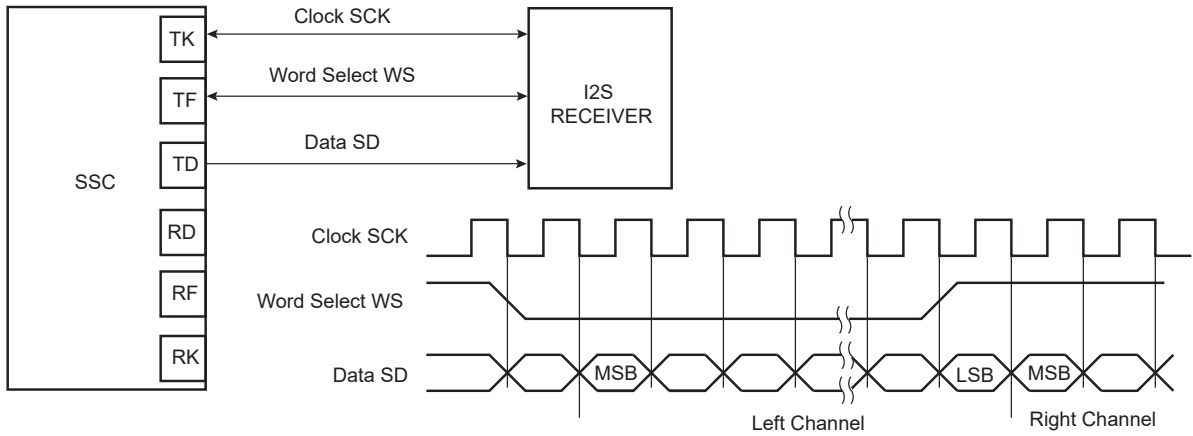 Clock SCK
TK
Word Select WS
TF
I2S
RECEIVER
Data SD
TD
SSC
RD
RF
RK
Clock SCK
Word Select WS
Data SD
MSB
LSB
MSB
Left Channel
Right Channel